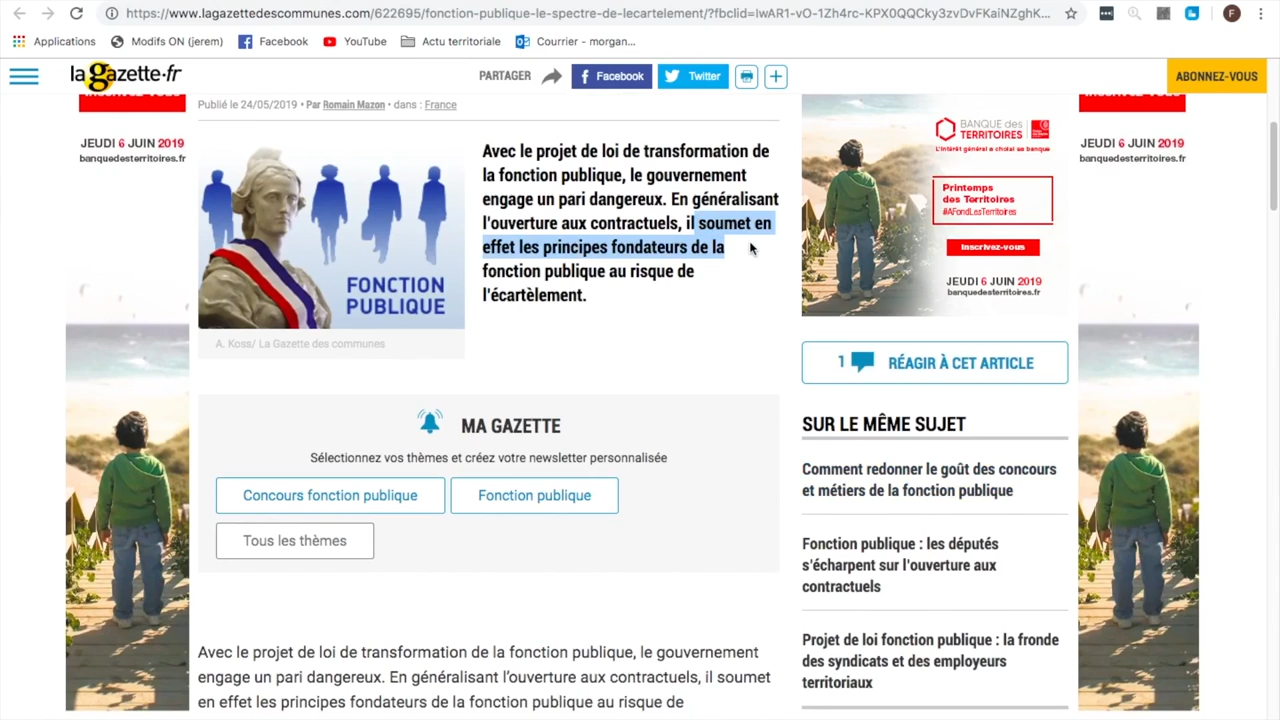 https://www.lagazettedescommunes.com/622695/fonction-publique-le-spectre-de-lecartelement/?fbclid=IwAR1-vO-1Zh4rc-KPX0QQCky3zvDvFKaiNZghK...
F
Applications
Modifs ON (jerem)
Facebook
YouTube
Actu territoriale
Courrier - morgan...
la gazette.fr
PARTAGER
Facebook
Twitter
ABONNEZ-VOUS
JEUDI 6 JUIN 2019
banquedesterritoires.fr
Publié le 24/05/2019 • Par Romain Mazon • dans : France
FONCTION
PUBLIQUE
A. Koss/ La Gazette des communes
Avec le projet de loi de transformation de
la fonction publique, le gouvernement
engage un pari dangereux. En généralisant
l'ouverture aux contractuels, il soumet en
effet les principes fondateurs de la
fonction publique au risque de
l'écartèlement.
BANQUE des
TERRITOIRES
L'intérêt général a choisi sa banque
Printemps
des Territoires
#AFondLesTerritoires
Inscrivez-vous
JEUDI 6 JUIN 2019
banquedesterritoires.fr
JEUDI 6 JUIN 2019
banquedesterritoires.fr
1
RÉAGIR À CET ARTICLE
MA GAZETTE
Sélectionnez vos thèmes et créez votre newsletter personnalisée
Concours fonction publique
Fonction publique
Tous les thèmes
SUR LE MÊME SUJET
Comment redonner le goût des concours
et métiers de la fonction publique
Fonction publique : les députés
s'écharpent sur l'ouverture aux
contractuels
Projet de loi fonction publique : la fronde
des syndicats et des employeurs
territoriaux
Avec le projet de loi de transformation de la fonction publique, le gouvernement
engage un pari dangereux. En généralisant l'ouverture aux contractuels, il soumet
en effet les principes fondateurs de la fonction publique au risque de